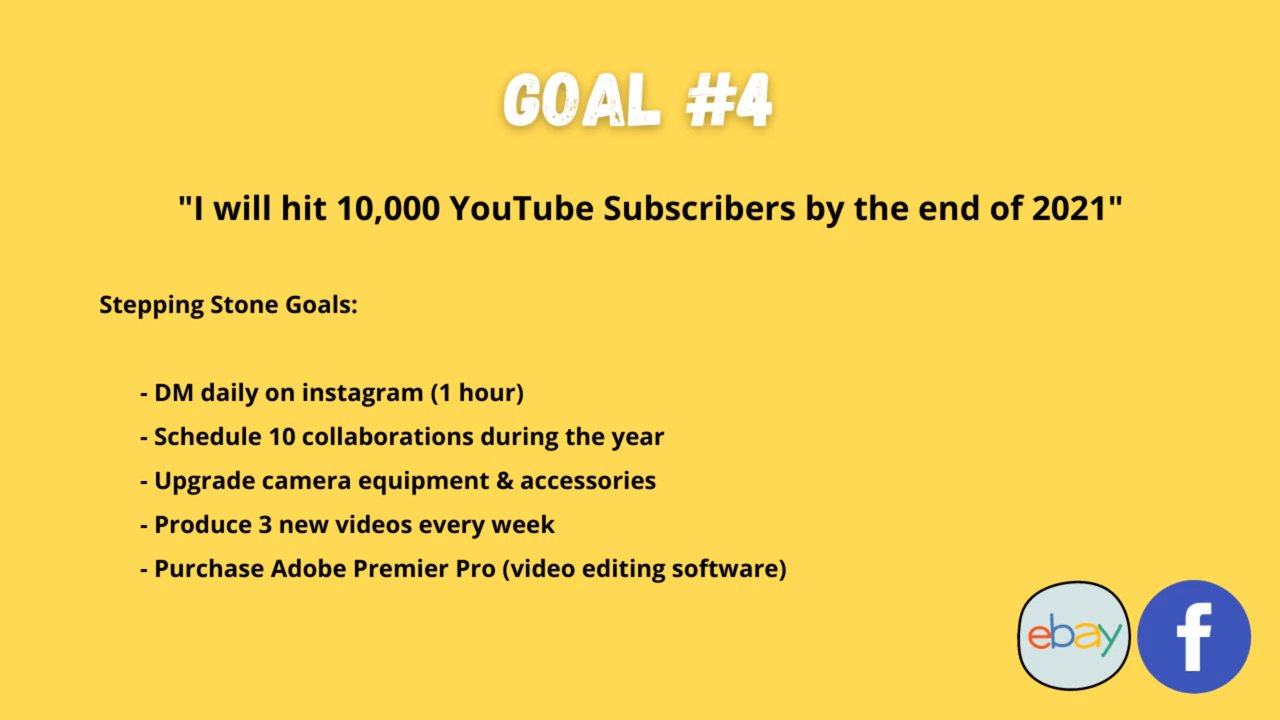 GOAL #4
"I will hit 10,000 YouTube Subscribers by the end of 2021"
Stepping Stone Goals:
- DM daily on instagram (1 hour)
- Schedule 10 collaborations during the year
- Upgrade camera equipment & accessories
- Produce 3 new videos every week
- Purchase Adobe Premier Pro (video editing software)
ebay
f